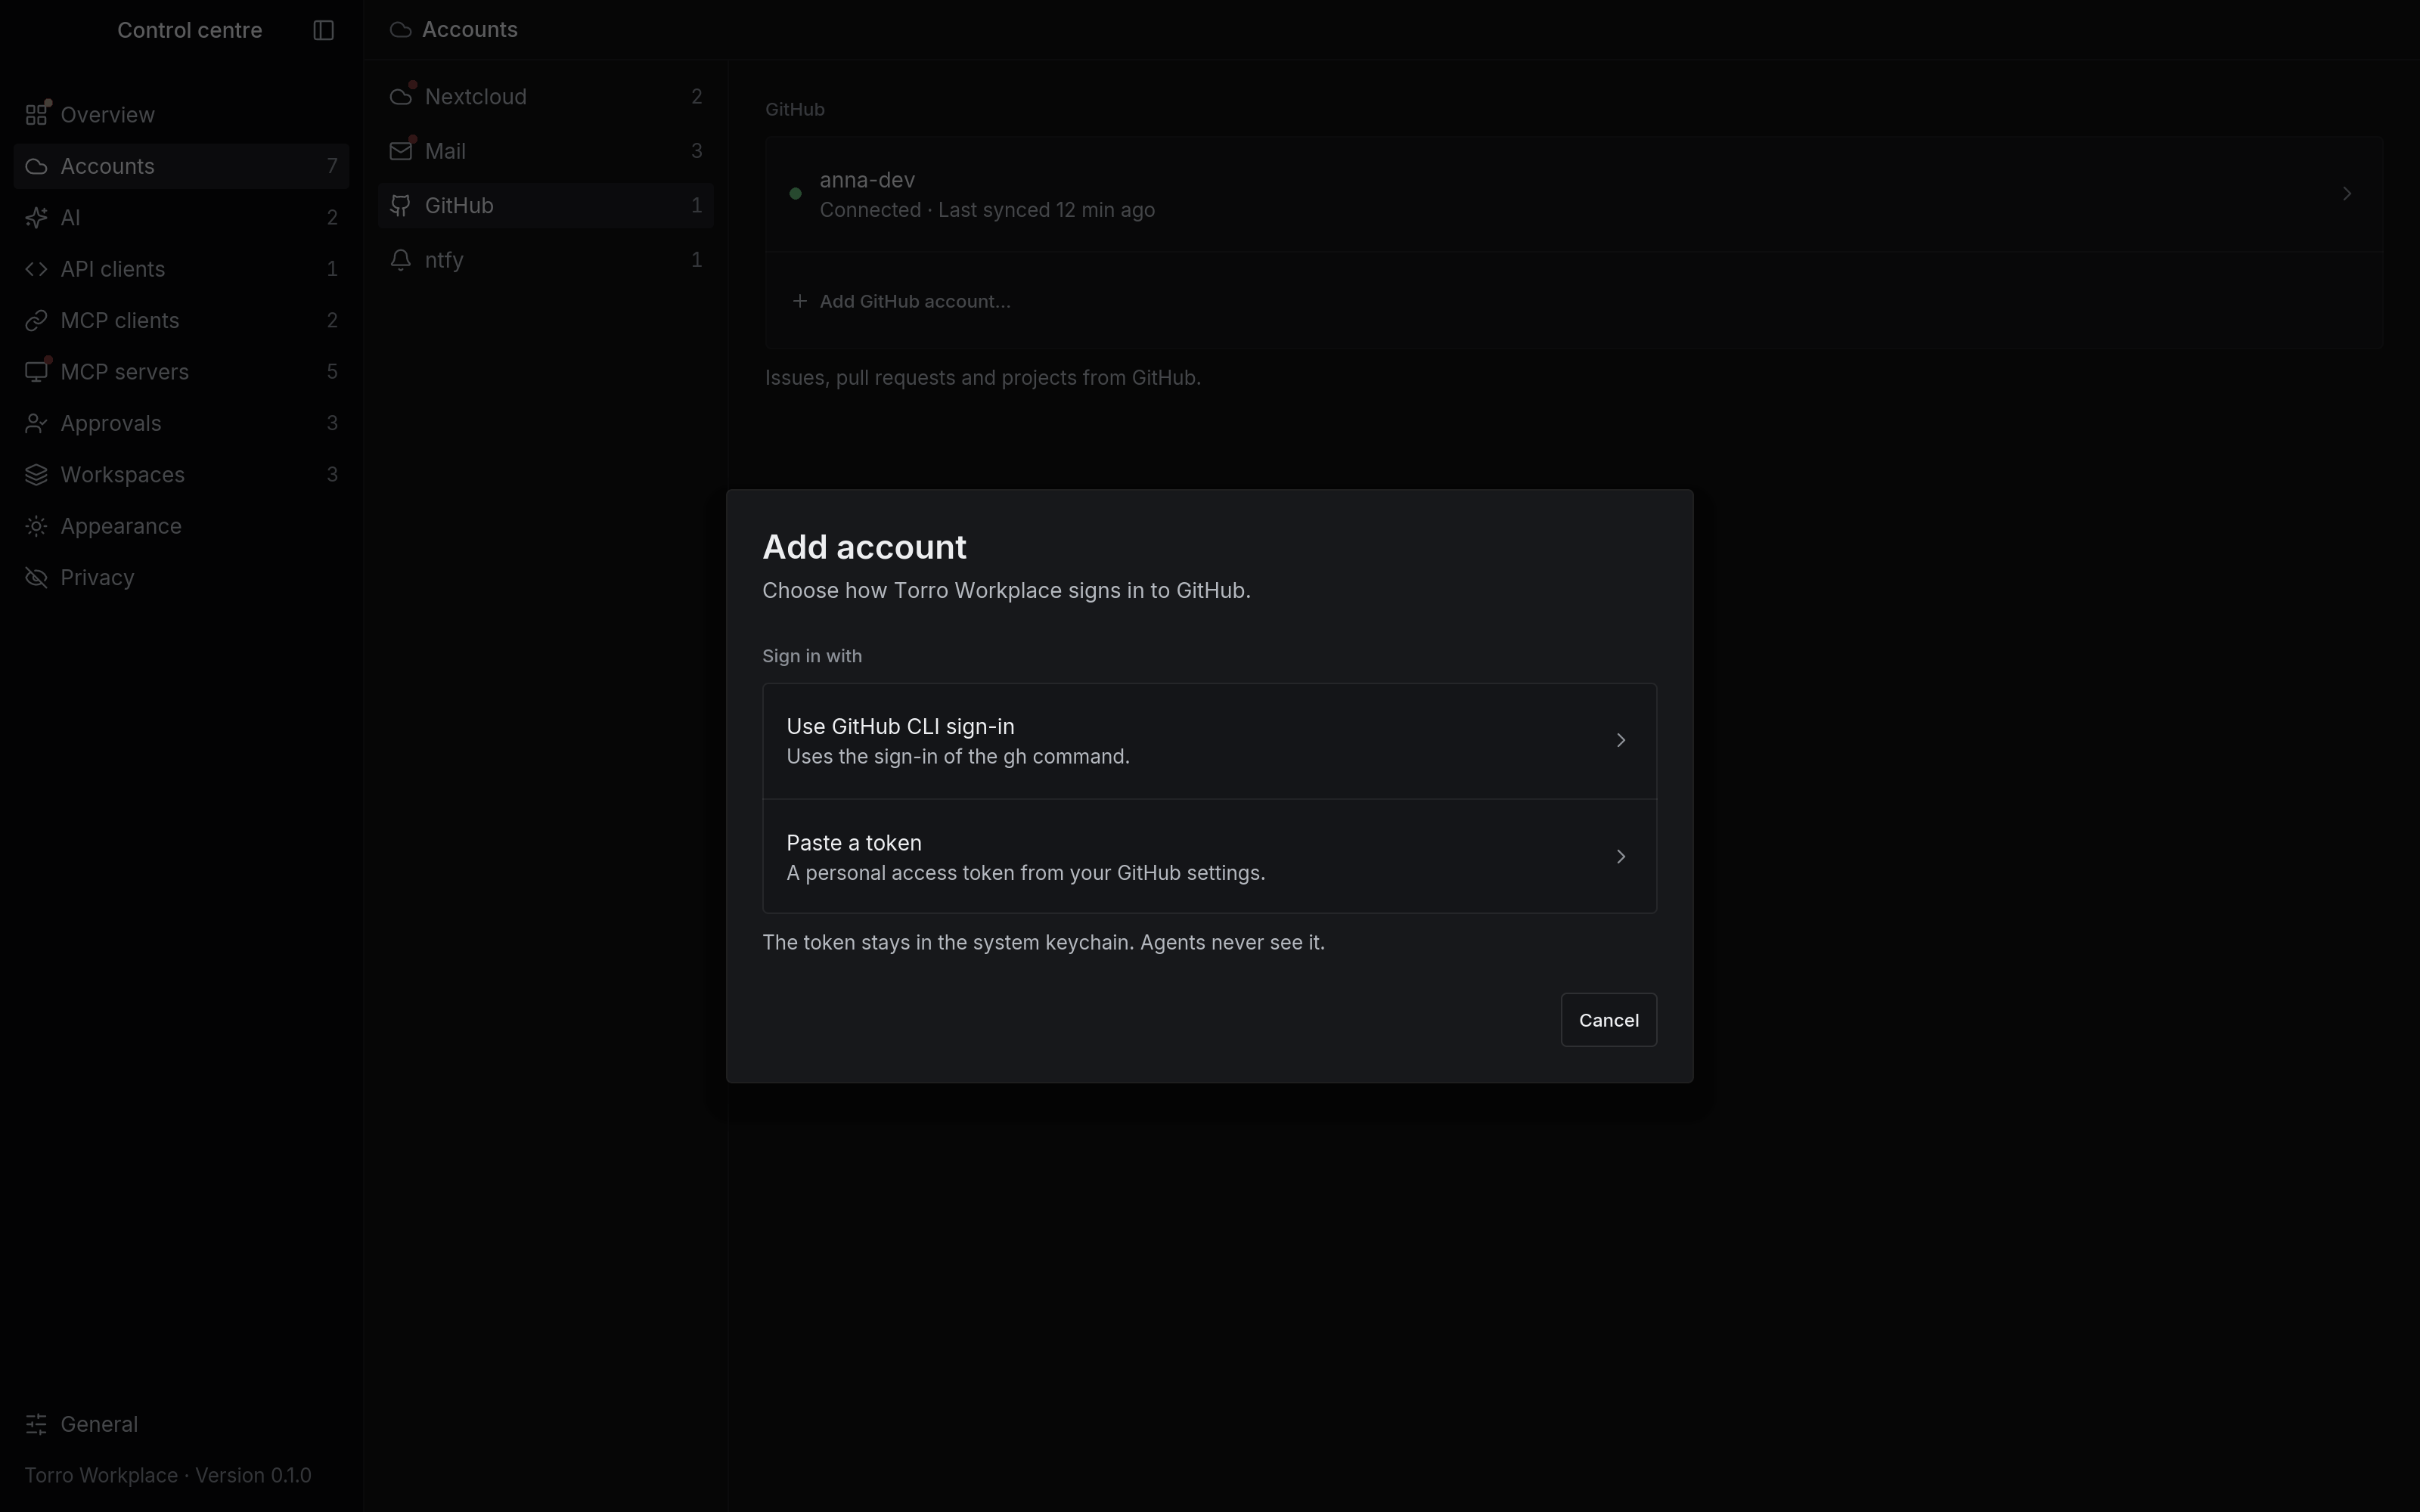 Control centre
Overview
Accounts 7
AI 2
API clients 1
MCP clients 2
MCP servers 5
Approvals 3
Workspaces 3
Appearance
Privacy
General
Torro Workplace · Version 0.1.0
Accounts
Nextcloud 2
Mail 3
GitHub 1
ntfy 1
GitHub
anna-dev
Connected · Last synced 12 min ago
Add GitHub account...
Issues, pull requests and projects from GitHub.
Add account
Choose how Torro Workplace signs in to GitHub.
Sign in with
Use GitHub CLI sign-in
Uses the sign-in of the gh command.
Paste a token
A personal access token from your GitHub settings.
The token stays in the system keychain. Agents never see it.
Cancel